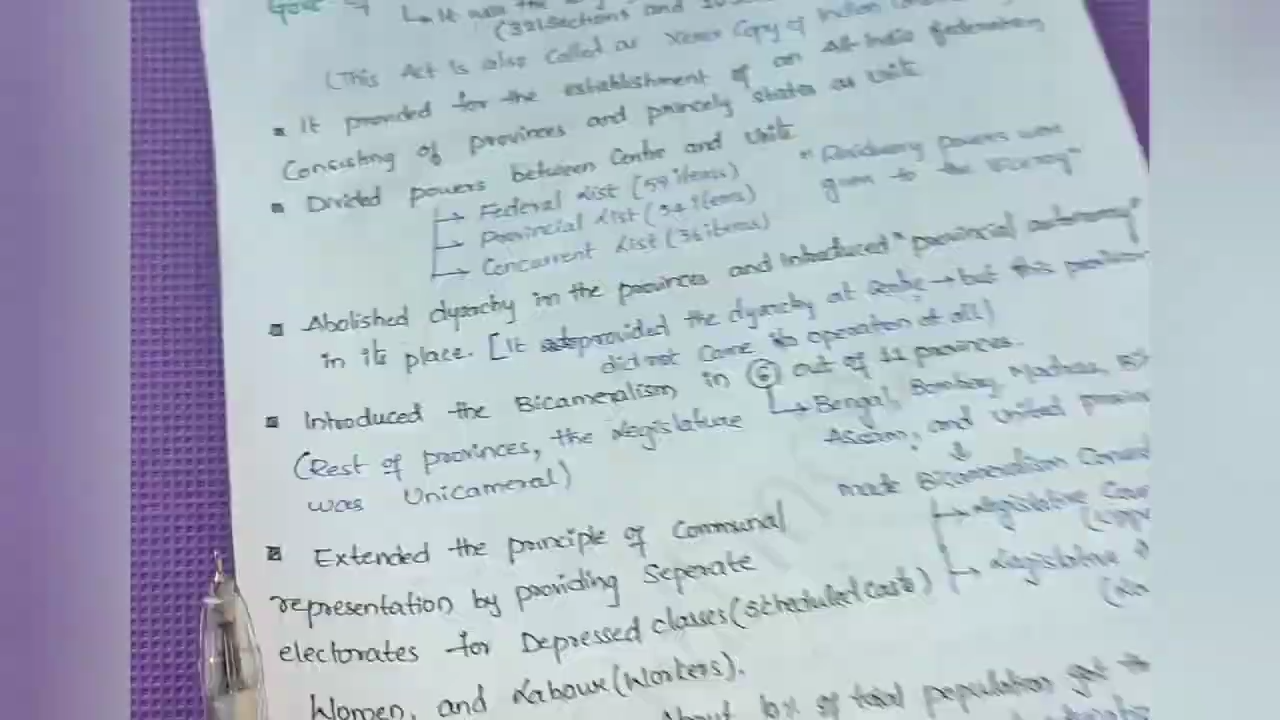 (321 Sections and 10
(This Act is also Called as Xerox Copy of Indian
▪ It provided for the establishment of an All-India federation,
Consisting of provinces and princely states as unit
▪ Divided powers between Centre and Units
→ Federal List (59 items)
→ Provincial List (54 items)
→ Concurrent List (36 items)
"Residuary powers were
given to the Viceroy"
▪ Abolished dyarchy in the provinces and introduced "provincial autonomy"
in its place. [It provided the dyarchy at Centre → but this
did not come to operation at all)
▪ Introduced the Bicameralism in ⑥ out of 11 provinces.
→ Bengal, Bombay, Madras,
Assam, and United
(Rest of provinces, the Legislature
was Unicameral)
↓
made Bicameralism
→ Legislative
→ Legislative
▪ Extended the principle of Communal
representation by providing Seperate
electorates for Depressed classes (Scheduled caste)
Women, and Labour (Workers).
About 10% of total population got